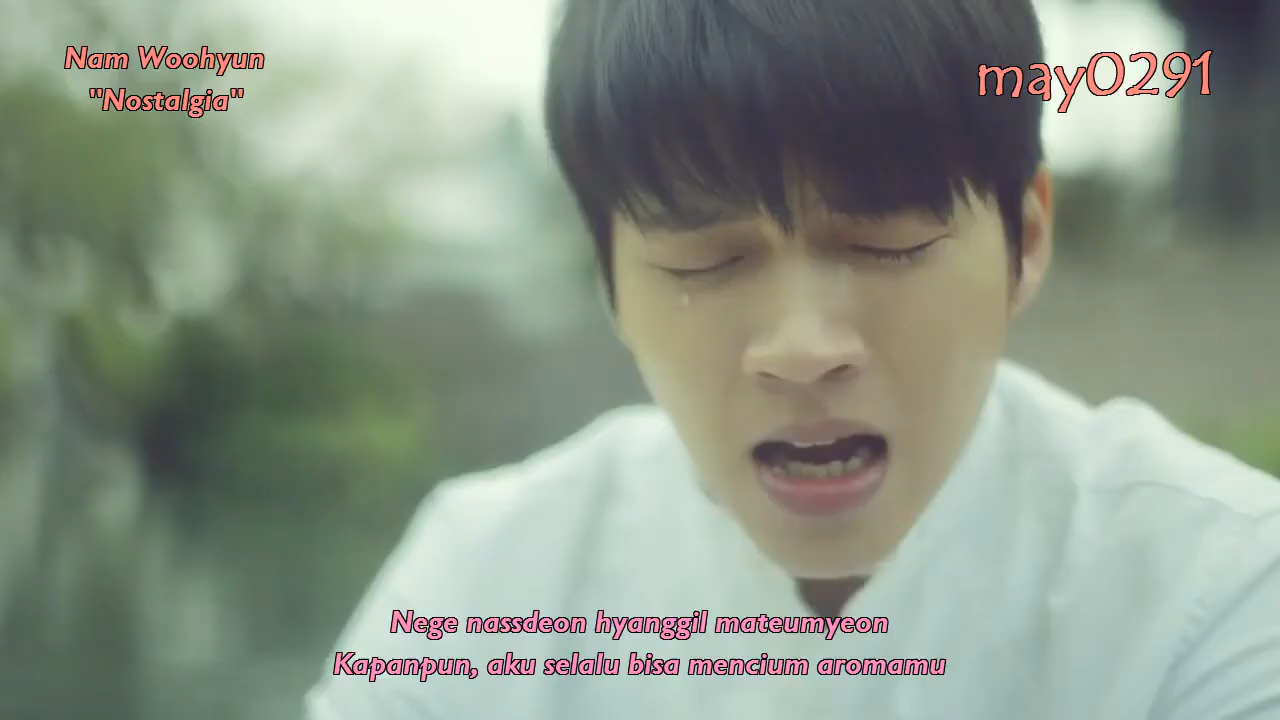 Nam Woohyun
"Nostalgia"
may0291
Nege nassdeon hyanggil mateumyeon
Kapanpun, aku selalu bisa mencium aromamu